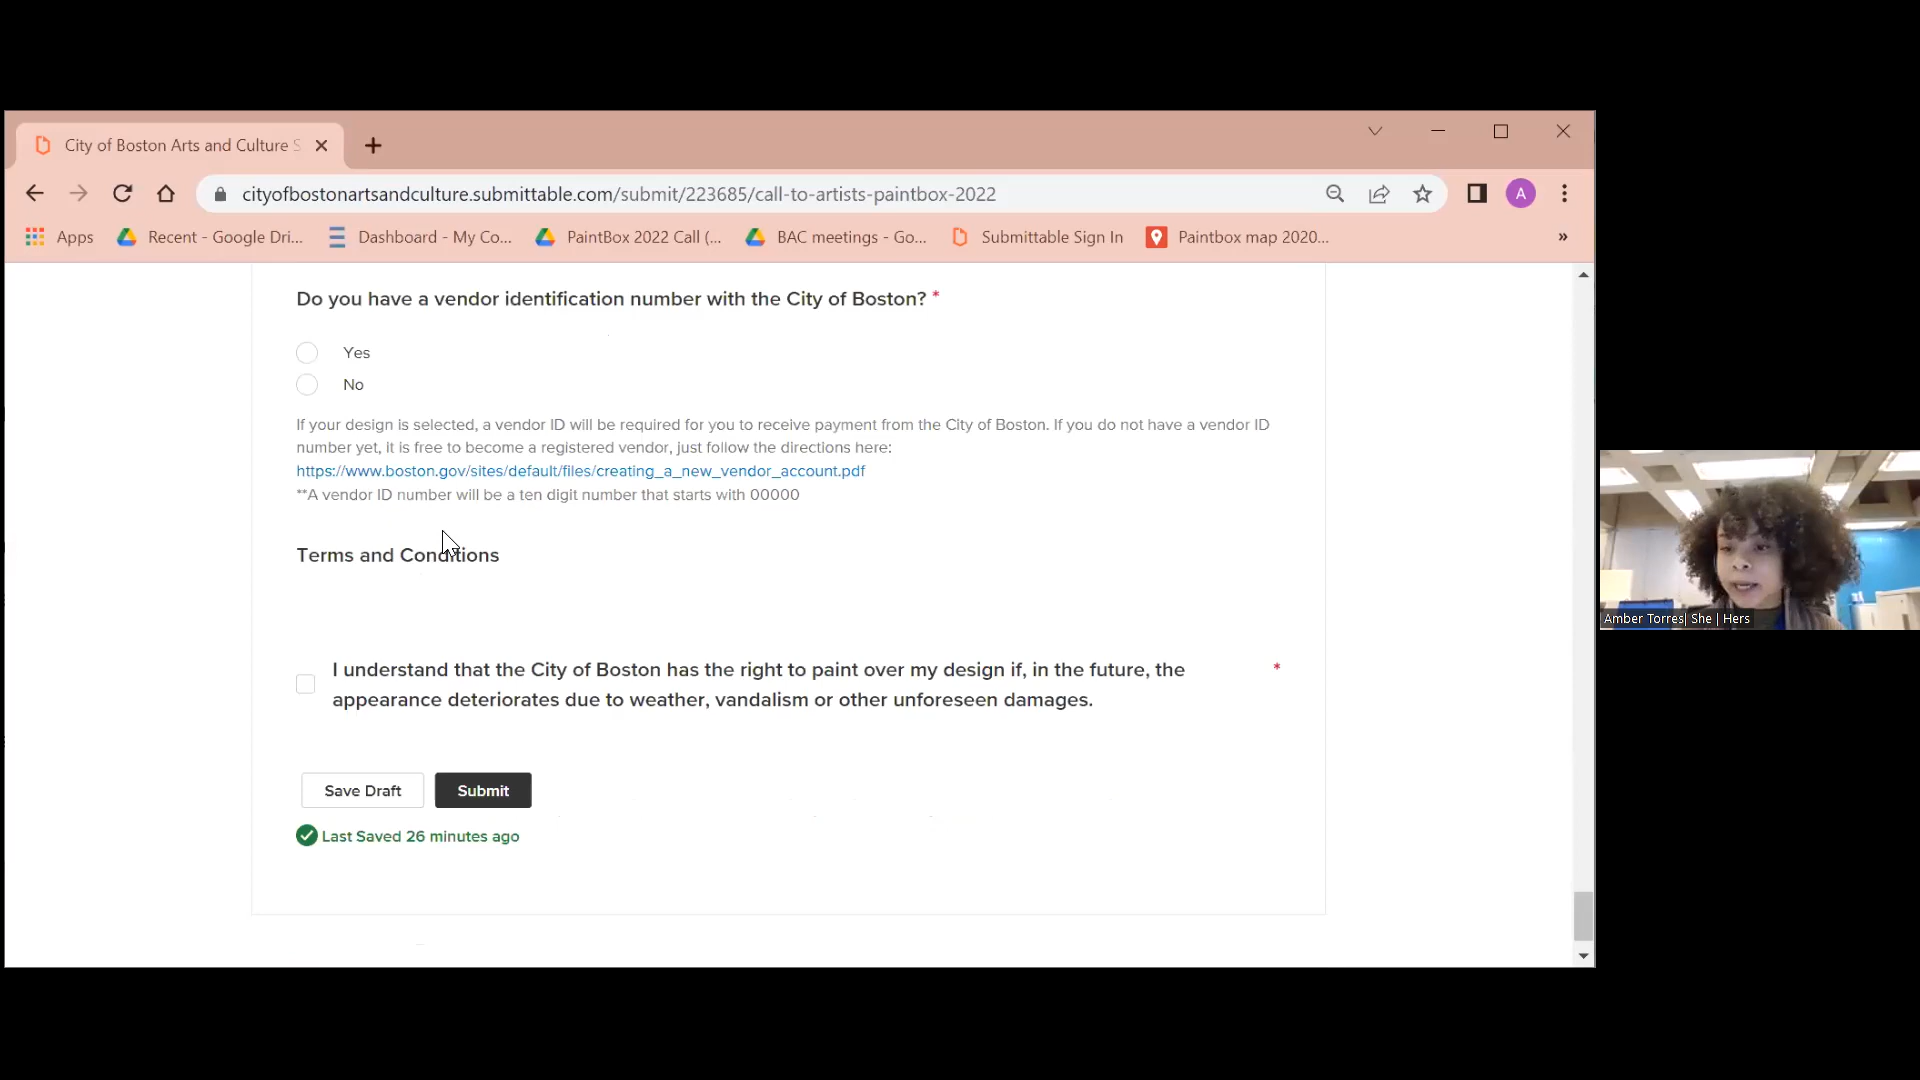 City of Boston Arts and Culture S
cityofbostonartsandculture.submittable.com/submit/223685/call-to-artists-paintbox-2022
A
Apps
Recent - Google Dri...
Dashboard - My Co...
PaintBox 2022 Call (...
BAC meetings - Go...
Submittable Sign In
Paintbox map 2020...
»
Do you have a vendor identification number with the City of Boston? *
Yes
No
If your design is selected, a vendor ID will be required for you to receive payment from the City of Boston. If you do not have a vendor ID
number yet, it is free to become a registered vendor, just follow the directions here:
https://www.boston.gov/sites/default/files/creating_a_new_vendor_account.pdf
**A vendor ID number will be a ten digit number that starts with 00000
Terms and Conditions
I understand that the City of Boston has the right to paint over my design if, in the future, the *
appearance deteriorates due to weather, vandalism or other unforeseen damages.
Save Draft
Submit
Last Saved 26 minutes ago
Amber Torres| She | Hers